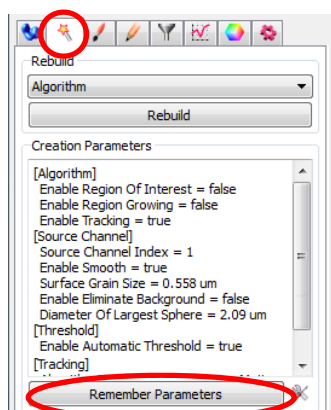 Rebuild
Algorithm
Rebuild
Creation Parameters
[Algorithm]
Enable Region Of Interest = false
Enable Region Growing = false
Enable Tracking = true
[Source Channel]
Source Channel Index = 1
Enable Smooth = true
Surface Grain Size = 0.558 um
Enable Eliminate Background = false
Diameter Of Largest Sphere = 2.09 um
[Threshold]
Enable Automatic Threshold = true
[Tracking]
Remember Parameters